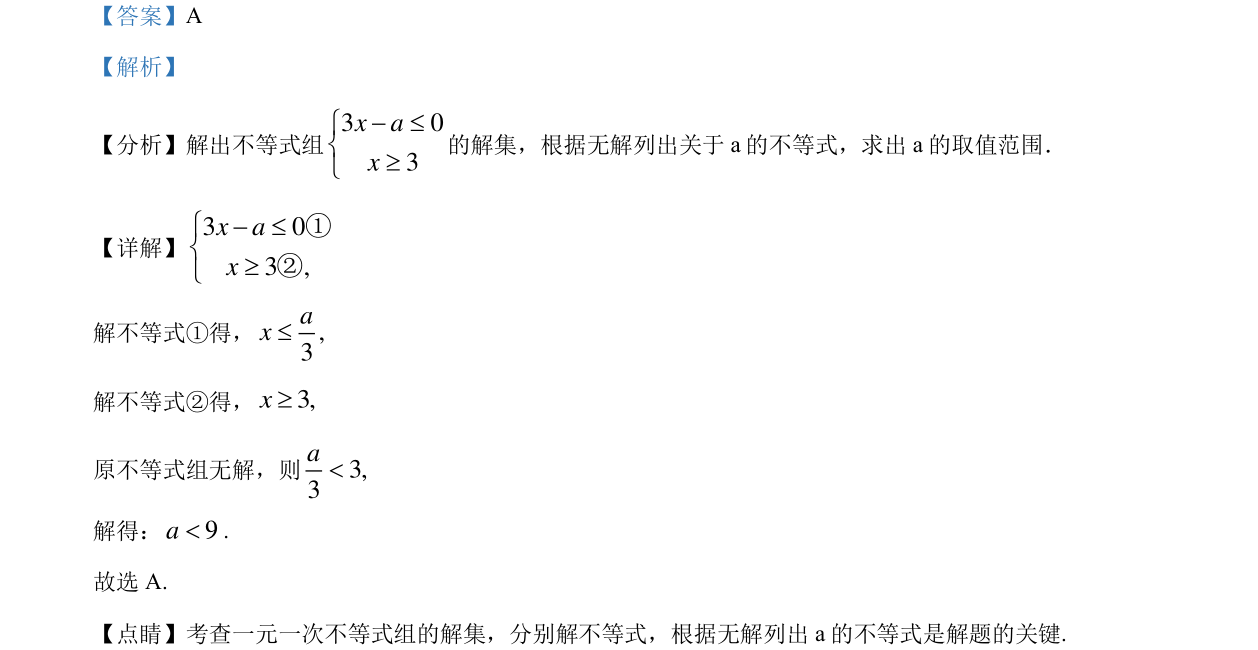 【答案】A
【解析】
【分析】解出不等式组{3x－a≤0 x≥3 的解集，根据无解列出关于 a 的不等式，求出 a 的取值范围．
【详解】{3x－a≤0① x≥3②,
解不等式①得，x≤a/3,
解不等式②得，x≥3,
原不等式组无解，则a/3<3,
解得：a<9 .
故选 A.
【点睛】考查一元一次不等式组的解集，分别解不等式，根据无解列出 a 的不等式是解题的关键.